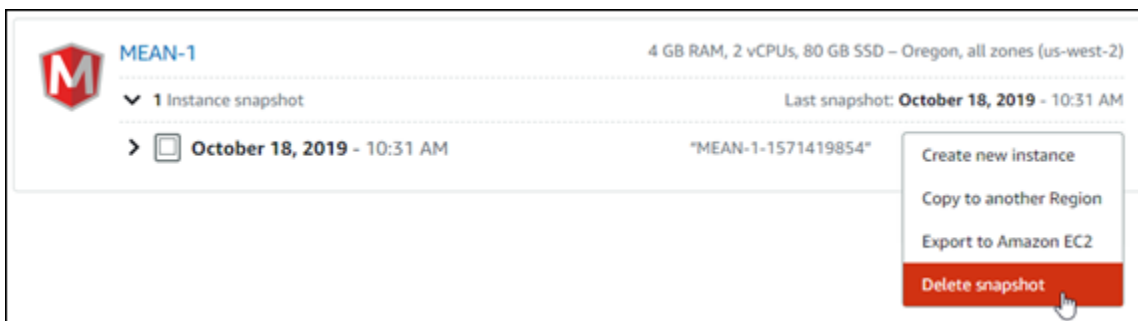 M
MEAN-1
4 GB RAM, 2 vCPUs, 80 GB SSD – Oregon, all zones (us-west-2)
1 Instance snapshot
Last snapshot: October 18, 2019 - 10:31 AM
October 18, 2019 - 10:31 AM
"MEAN-1-1571419854"
Create new instance
Copy to another Region
Export to Amazon EC2
Delete snapshot